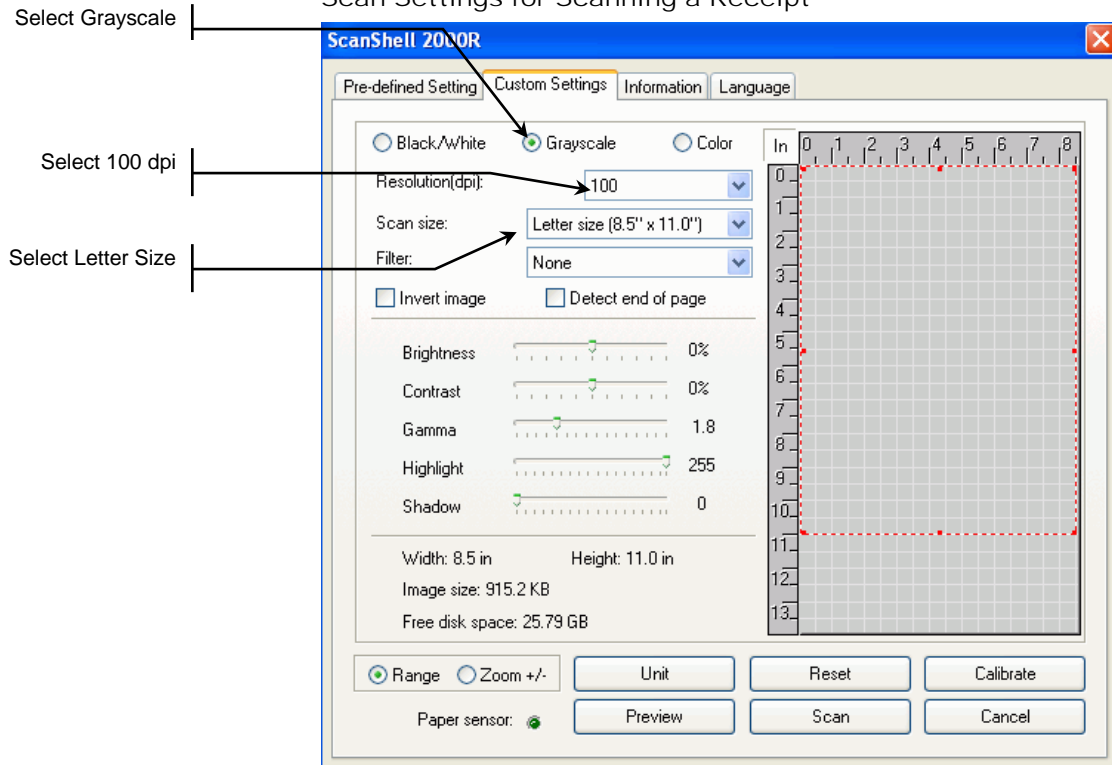 Scan Settings for Scanning a Receipt
Select Grayscale
Select 100 dpi
Select Letter Size
ScanShell 2000R
Pre-defined Setting Custom Settings Information Language
Black/White Grayscale Color
Resolution(dpi): 100
Scan size: Letter size (8.5" x 11.0")
Filter: None
Invert image Detect end of page
Brightness 0%
Contrast 0%
Gamma 1.8
Highlight 255
Shadow 0
Width: 8.5 in Height: 11.0 in
Image size: 915.2 KB
Free disk space: 25.79 GB
In 0 1 2 3 4 5 6 7 8
0
1
2
3
4
5
6
7
8
9
10
11
12
13
Range Zoom +/- Unit Reset Calibrate
Paper sensor: Preview Scan Cancel